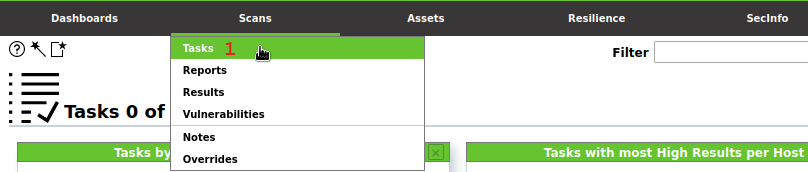 Dashboards Scans Assets Resilience SecInfo
Tasks 1
Filter
Reports
Results
Tasks 0 of
Vulnerabilities
Notes
Tasks by
Tasks with most High Results per Host
Overrides